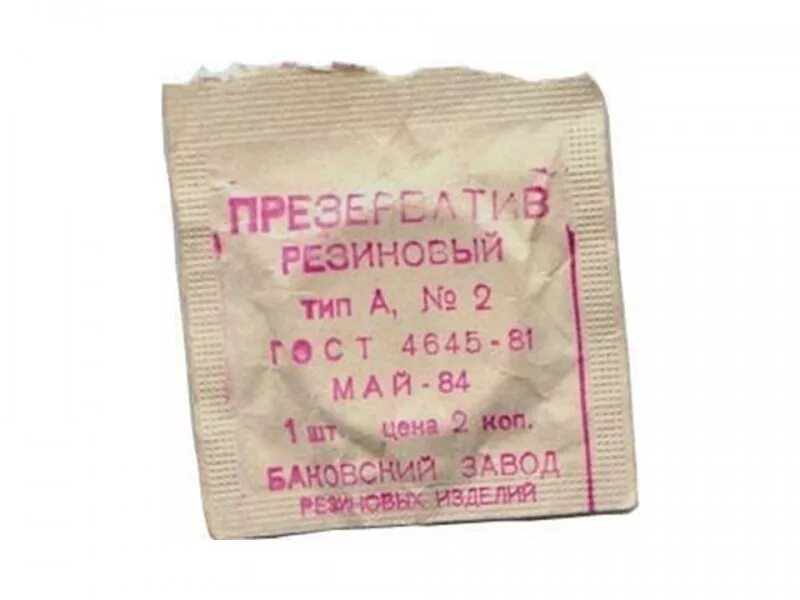 ПРЕЗЕРВАТИВ
РЕЗИНОВЫЙ
ТИП А, № 2
ГОСТ 4645-81
МАЙ-84
1 шт. цена 2 коп.
БАКОВСКИЙ ЗАВОД
РЕЗИНОВЫХ ИЗДЕЛИЙ